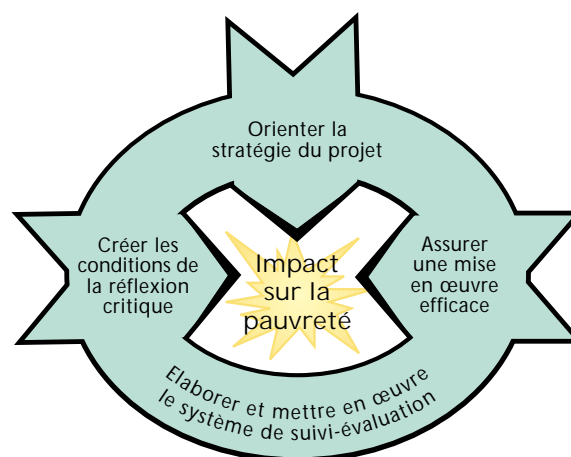 Orienter la
stratégie du projet
Créer les
conditions de
la réflexion
critique
Impact
sur la
pauvreté
Assurer
une mise
en œuvre
efficace
Elaborer et mettre en œuvre
le système de suivi-évaluation